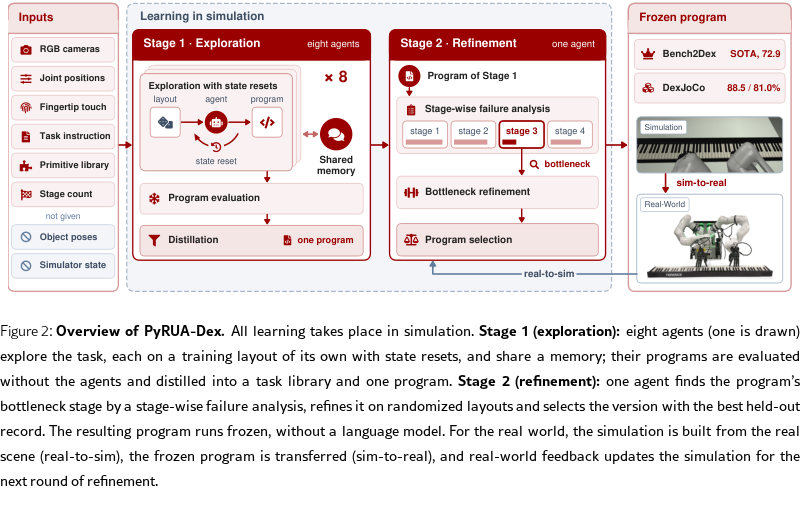 Inputs
RGB cameras
Joint positions
Fingertip touch
Task instruction
Primitive library
Stage count
not given
Object poses
Simulator state
Learning in simulation
Stage 1 · Exploration
eight agents
Exploration with state resets
layout
agent
program
state reset
× 8
Shared
memory
Program evaluation
Distillation
one program
Stage 2 · Refinement
one agent
Program of Stage 1
Stage-wise failure analysis
stage 1
stage 2
stage 3
stage 4
bottleneck
Bottleneck refinement
Program selection
real-to-sim
Frozen program
Bench2Dex
SOTA, 72.9
DexJoCo
88.5 / 81.0%
Simulation
sim-to-real
Real-World
Figure 2: Overview of PyRUA-Dex. All learning takes place in simulation. Stage 1 (exploration): eight agents (one is drawn)
explore the task, each on a training layout of its own with state resets, and share a memory; their programs are evaluated
without the agents and distilled into a task library and one program. Stage 2 (refinement): one agent finds the program's
bottleneck stage by a stage-wise failure analysis, refines it on randomized layouts and selects the version with the best held-out
record. The resulting program runs frozen, without a language model. For the real world, the simulation is built from the real
scene (real-to-sim), the frozen program is transferred (sim-to-real), and real-world feedback updates the simulation for the
next round of refinement.